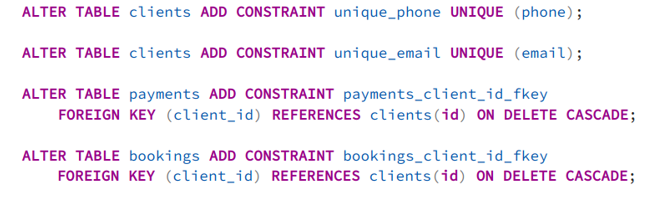 ALTER TABLE clients ADD CONSTRAINT unique_phone UNIQUE (phone);
ALTER TABLE clients ADD CONSTRAINT unique_email UNIQUE (email);
ALTER TABLE payments ADD CONSTRAINT payments_client_id_fkey
FOREIGN KEY (client_id) REFERENCES clients(id) ON DELETE CASCADE;
ALTER TABLE bookings ADD CONSTRAINT bookings_client_id_fkey
FOREIGN KEY (client_id) REFERENCES clients(id) ON DELETE CASCADE;